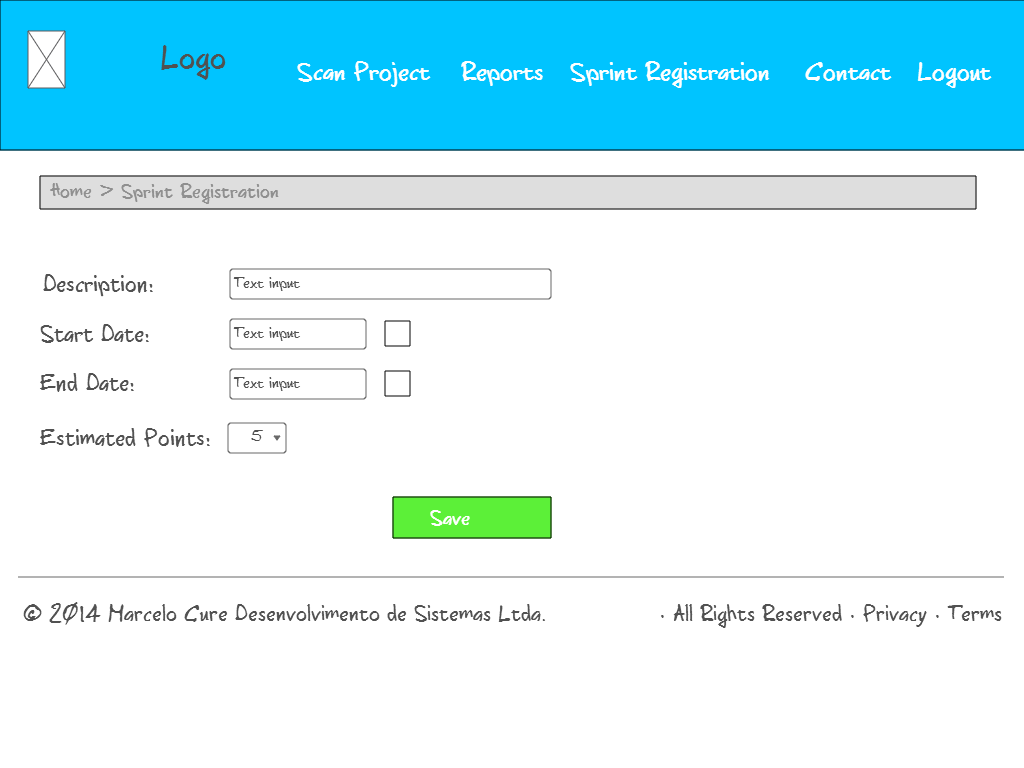 Logo
Scan Project Reports Sprint Registration Contact Logout
Home > Sprint Registration
Description: Text input
Start Date: Text input
End Date: Text input
Estimated Points: 5
Save
© 2014 Marcelo Cure Desenvolvimento de Sistemas Ltda. · All Rights Reserved · Privacy · Terms